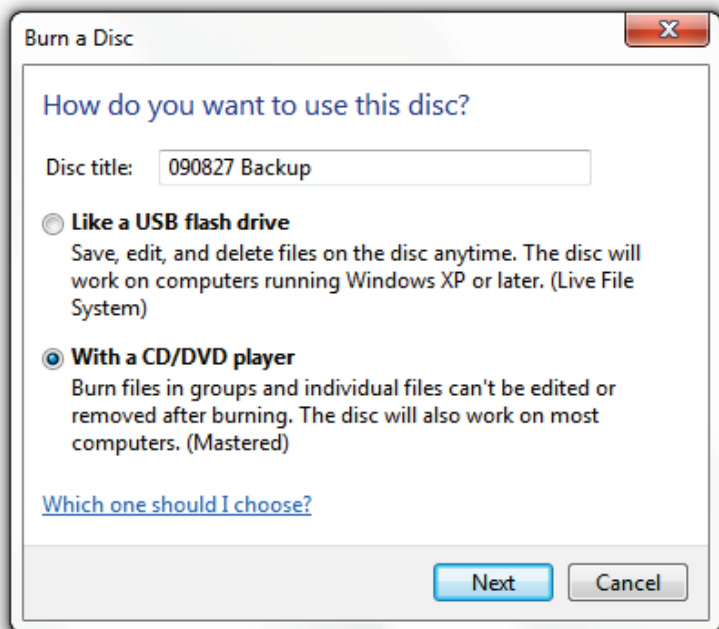 Burn a Disc
How do you want to use this disc?
Disc title: 090827 Backup
Like a USB flash drive
Save, edit, and delete files on the disc anytime. The disc will
work on computers running Windows XP or later. (Live File
System)
With a CD/DVD player
Burn files in groups and individual files can't be edited or
removed after burning. The disc will also work on most
computers. (Mastered)
Which one should I choose?
Next Cancel